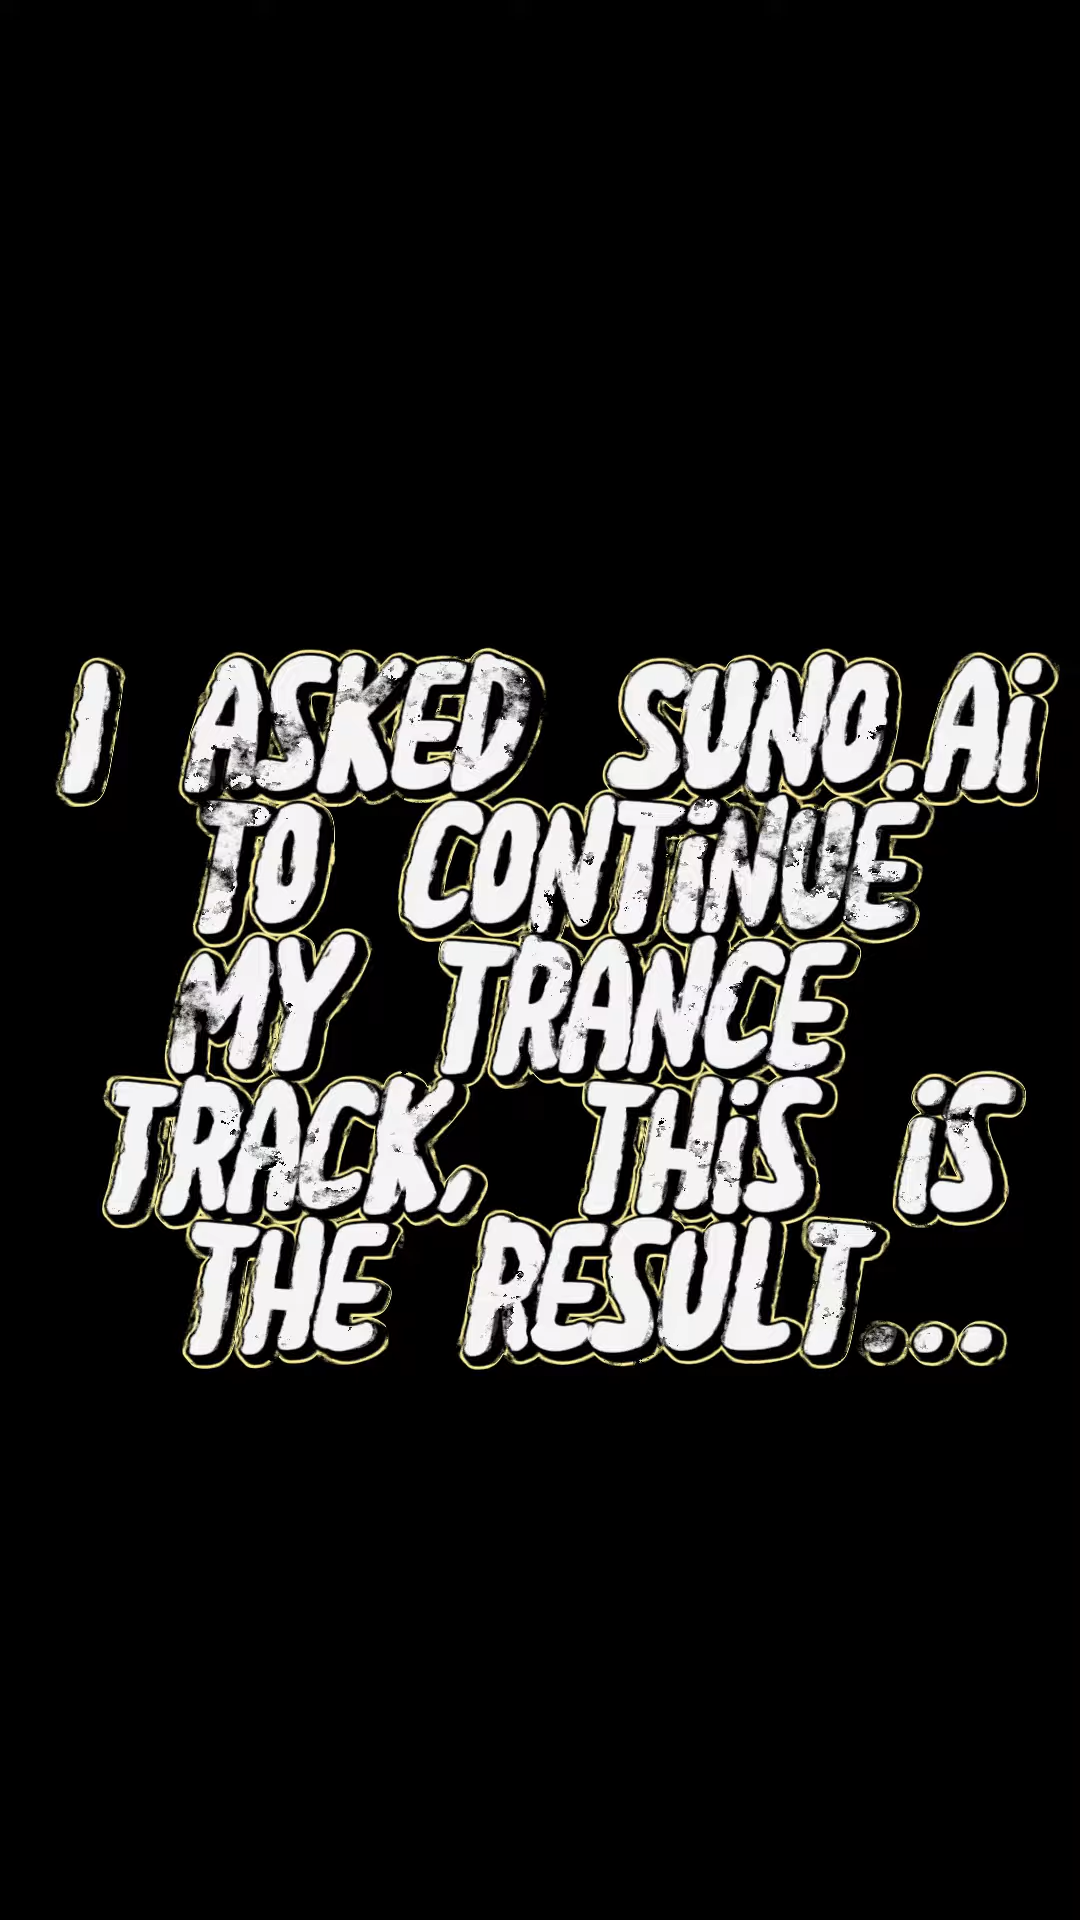 I ASKED SUNO.Ai
TO CONTiNUE
MY TRANCE
TRACK, THiS iS
THE RESULT...